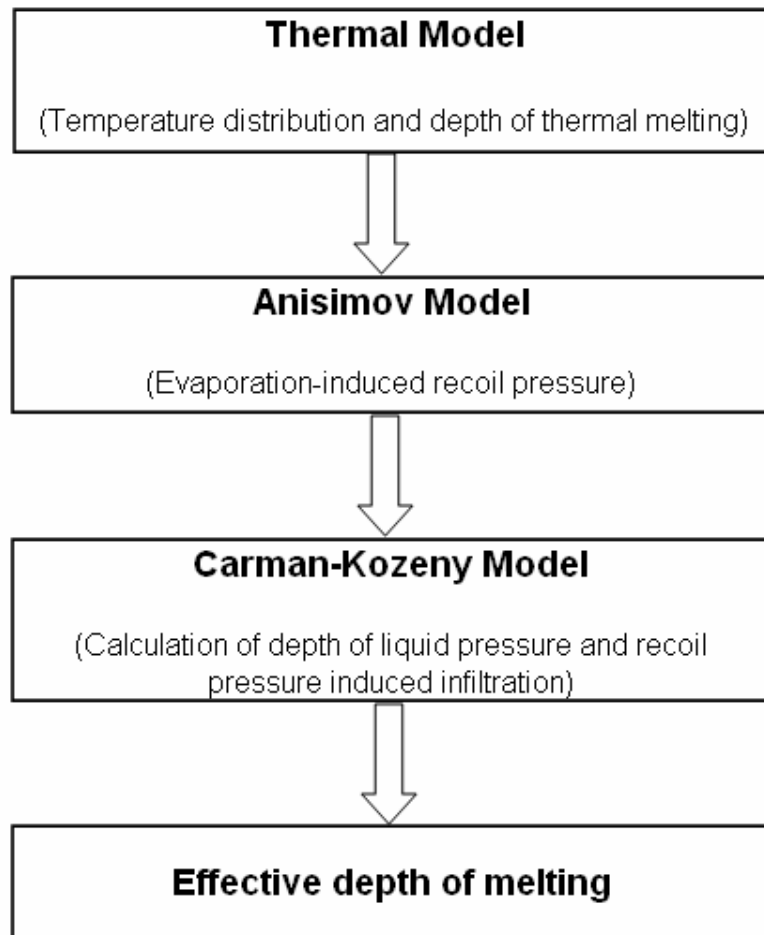 Thermal Model
(Temperature distribution and depth of thermal melting)
Anisimov Model
(Evaporation-induced recoil pressure)
Carman-Kozeny Model
(Calculation of depth of liquid pressure and recoil
pressure induced infiltration)
Effective depth of melting